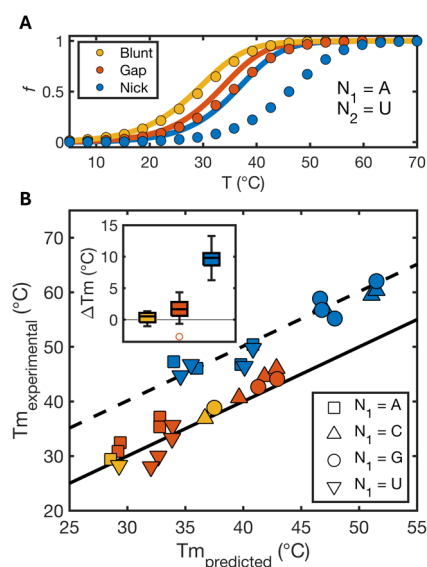 A
1
0.5
0
f
Blunt
Gap
Nick
N1 = A
N2 = U
10 20 30 40 50 60 70
T (°C)
B
70
60
50
40
30
Tmexperimental (°C)
15
10
5
0
ΔTm (°C)
N1 = A
N1 = C
N1 = G
N1 = U
25 30 35 40 45 50 55
Tmpredicted (°C)